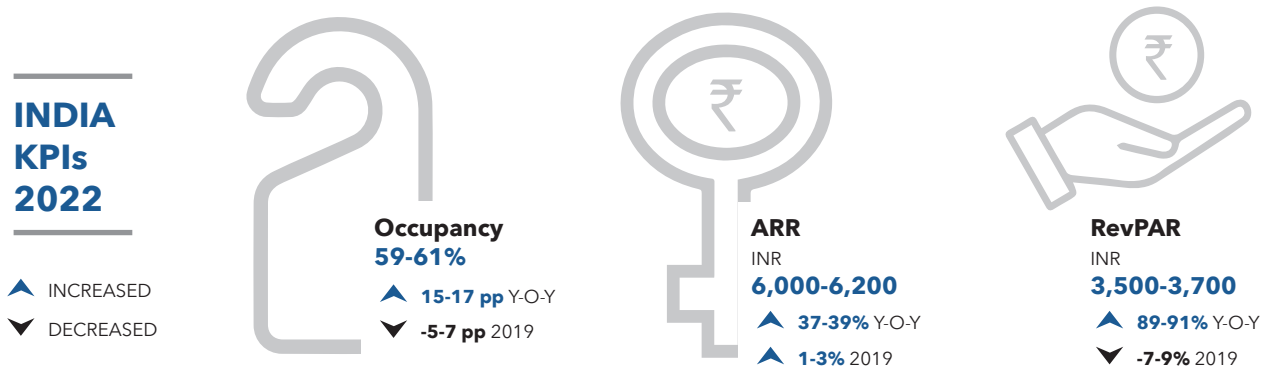 INDIA
KPIs
2022
INCREASED
DECREASED
Occupancy
59-61%
15-17 pp Y-O-Y
-5-7 pp 2019
₹
ARR
INR
6,000-6,200
37-39% Y-O-Y
1-3% 2019
₹
RevPAR
INR
3,500-3,700
89-91% Y-O-Y
-7-9% 2019